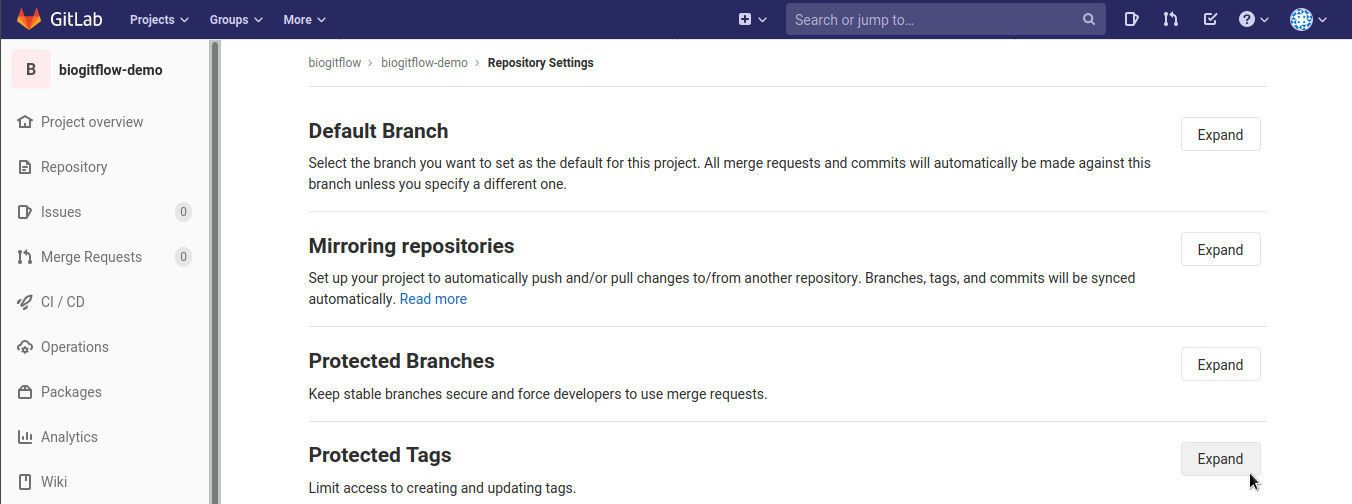 GitLab Projects Groups More Search or jump to...
B biogitflow-demo
Project overview
Repository
Issues 0
Merge Requests 0
CI / CD
Operations
Packages
Analytics
Wiki
biogitflow › biogitflow-demo › Repository Settings
Default Branch Expand
Select the branch you want to set as the default for this project. All merge requests and commits will automatically be made against this
branch unless you specify a different one.
Mirroring repositories Expand
Set up your project to automatically push and/or pull changes to/from another repository. Branches, tags, and commits will be synced
automatically. Read more
Protected Branches Expand
Keep stable branches secure and force developers to use merge requests.
Protected Tags Expand
Limit access to creating and updating tags.